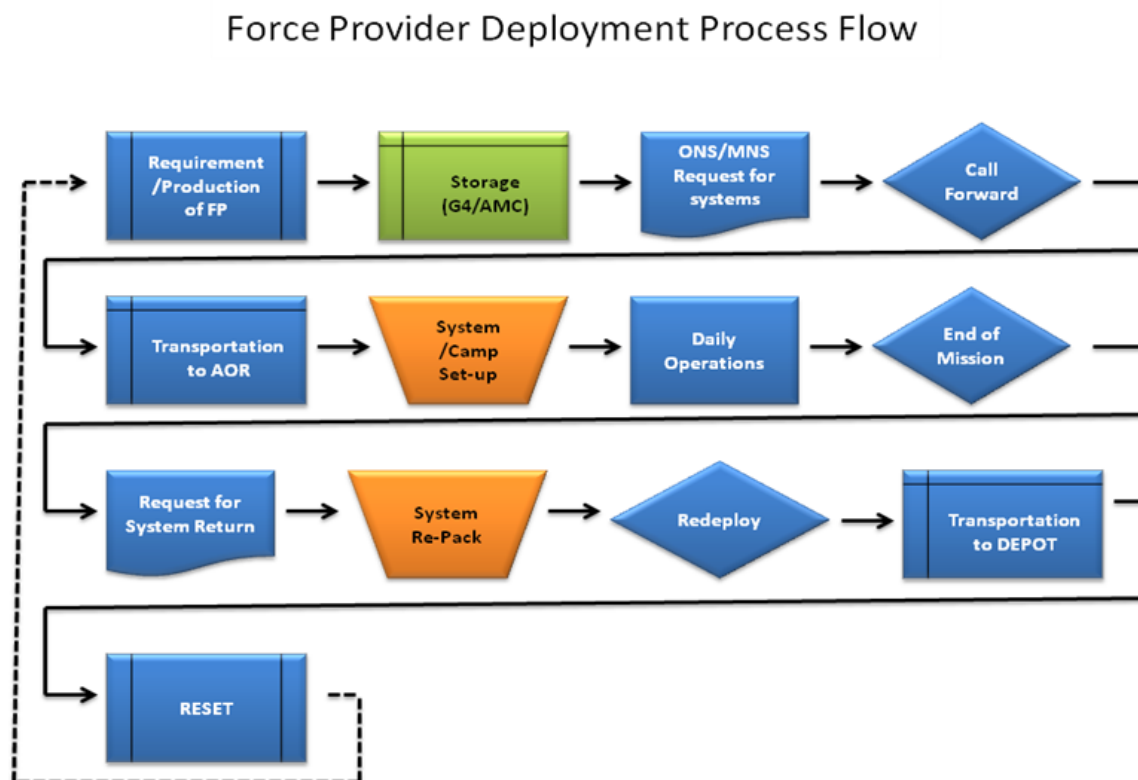 Force Provider Deployment Process Flow
Requirement
/Production
of FP
Storage
(G4/AMC)
ONS/MNS
Request for
systems
Call
Forward
Transportation
to AOR
System
/Camp
Set-up
Daily
Operations
End of
Mission
Request for
System Return
System
Re-Pack
Redeploy
Transportation
to DEPOT
RESET